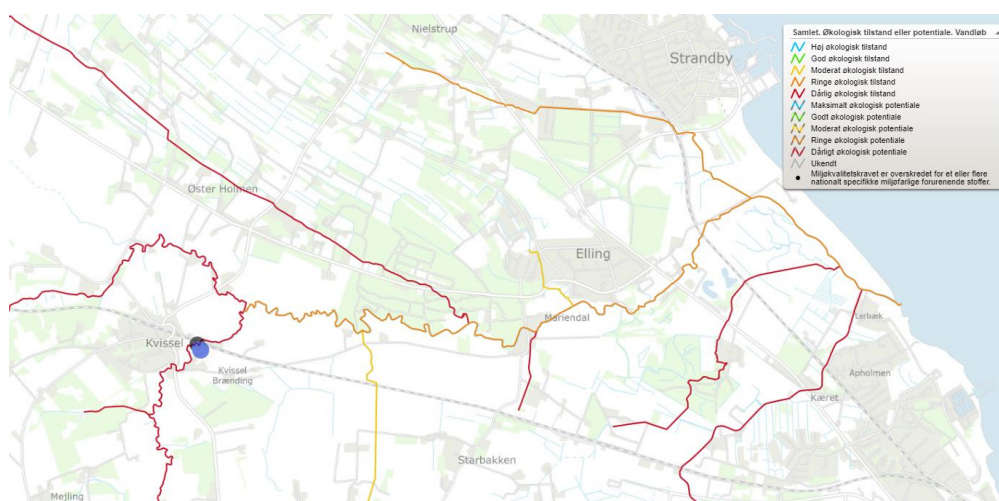 Nielstrup
Strandby
Samlet. Økologisk tilstand eller potentiale. Vandløb
Høj økologisk tilstand
God økologisk tilstand
Moderat økologisk tilstand
Ringe økologisk tilstand
Dårlig økologisk tilstand
Maksimalt økologisk potentiale
Godt økologisk potentiale
Moderat økologisk potentiale
Ringe økologisk potentiale
Dårligt økologisk potentiale
Ukendt
Miljøkvalitetskravet er overskredet for et eller flere
nationalt specifikke miljøfarlige forurenende stoffer.
Øster Holmen
Elling
Mariendal
Lerbæk
Kvissel
Kvissel
Brænding
Apholmen
Kæret
Starbakken
Mejling